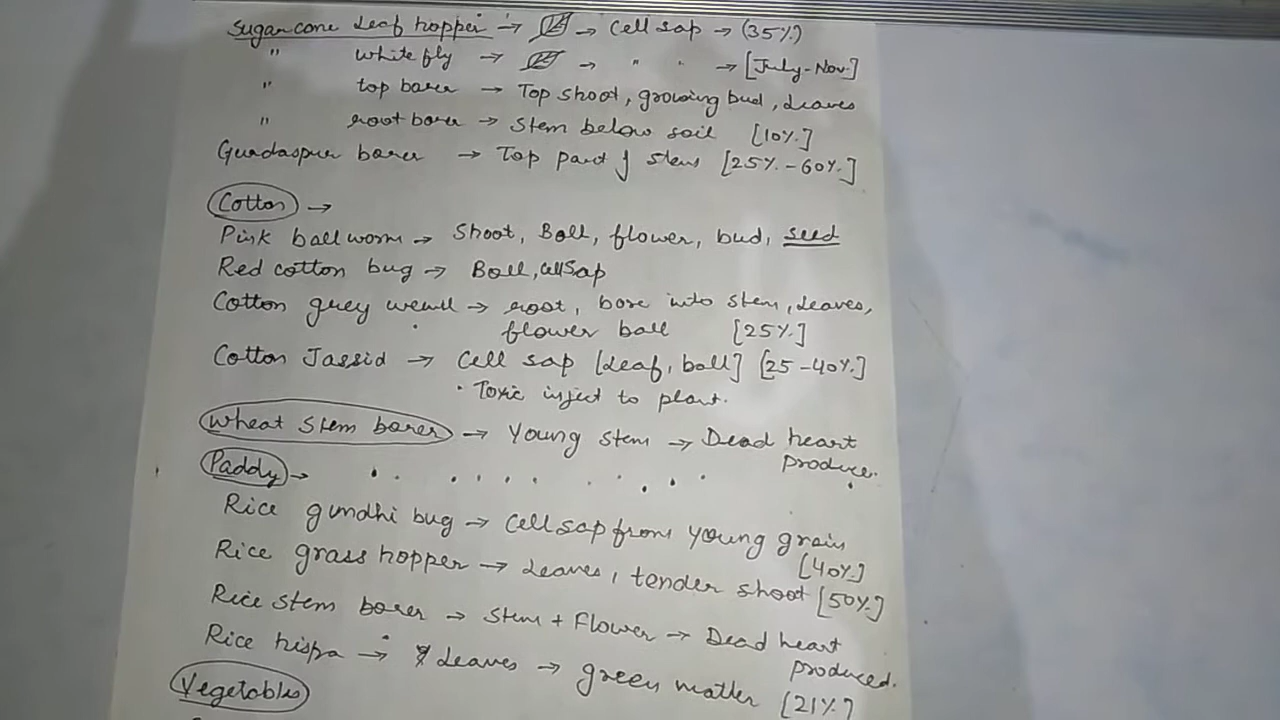 Sugarcane Leaf hopper → → Cell sap → (35%)
" white fly → → " " → [July-Nov.]
" top borer → Top shoot, growing bud, Leaves
" root borer → Stem below soil [10%]
Gurdaspur borer → Top part of stem [25%-60%]
Cotton →
Pink ball worm → Shoot, Boll, flower, bud, seed
Red cotton bug → Boll, cell sap
Cotton grey weevil → root, bore into stem, Leaves,
flower ball [25%]
Cotton Jassid → Cell sap [Leaf, ball] [25-40%]
• Toxic inject to plant.
Wheat Stem borer → Young stem → Dead heart
produce.
Paddy →
Rice gundhi bug → Cell sap from young grain
[40%]
Rice grass hopper → Leaves, tender shoot [50%]
Rice stem borer → Stem + Flower → Dead heart
produced.
Rice hispa → Leaves → green matter [21%]
Vegetables